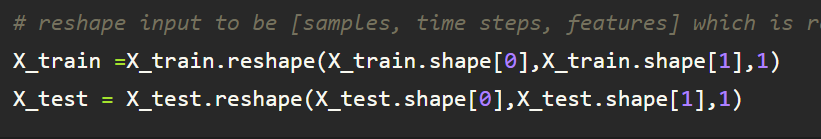 # reshape input to be [samples, time steps, features] which is
X_train =X_train.reshape(X_train.shape[0],X_train.shape[1],1)
X_test = X_test.reshape(X_test.shape[0],X_test.shape[1],1)